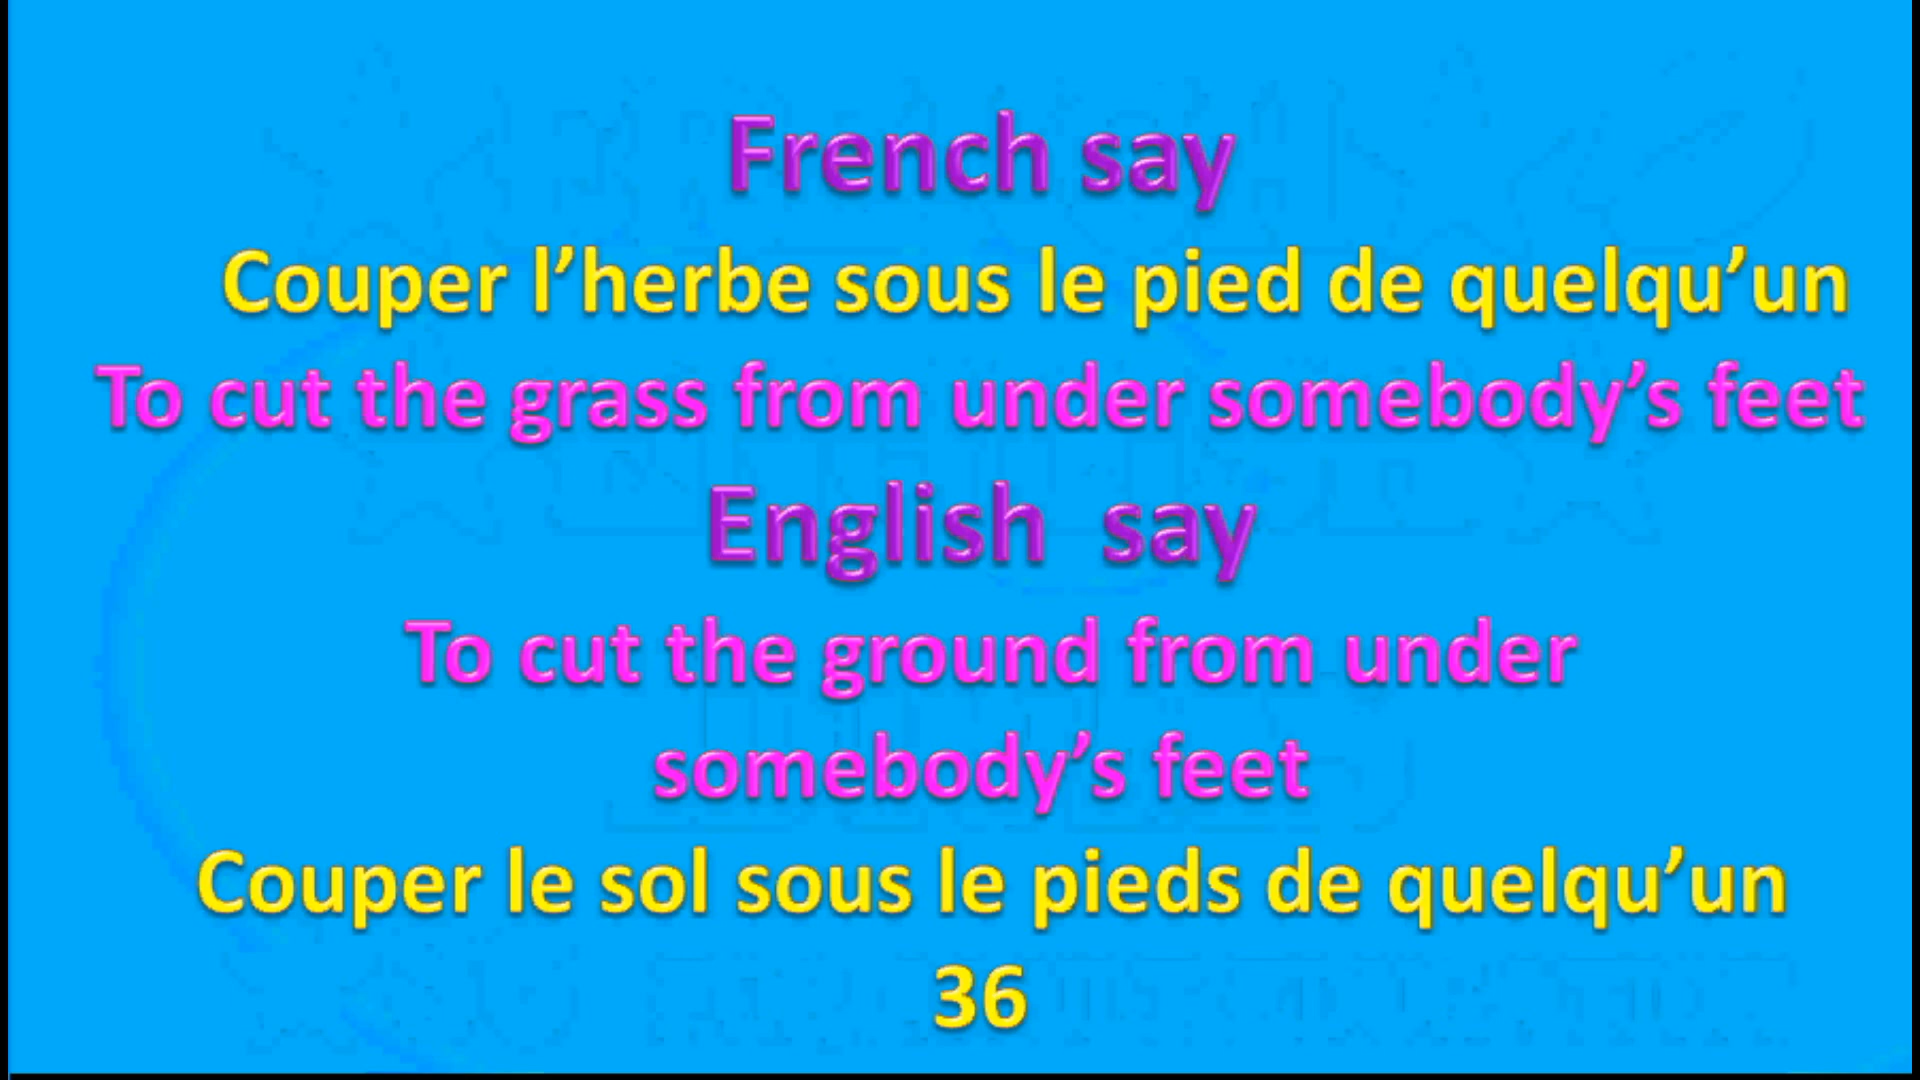 French say
Couper l’herbe sous le pied de quelqu’un
To cut the grass from under somebody’s feet
English say
To cut the ground from under
somebody’s feet
Couper le sol sous le pieds de quelqu’un
36